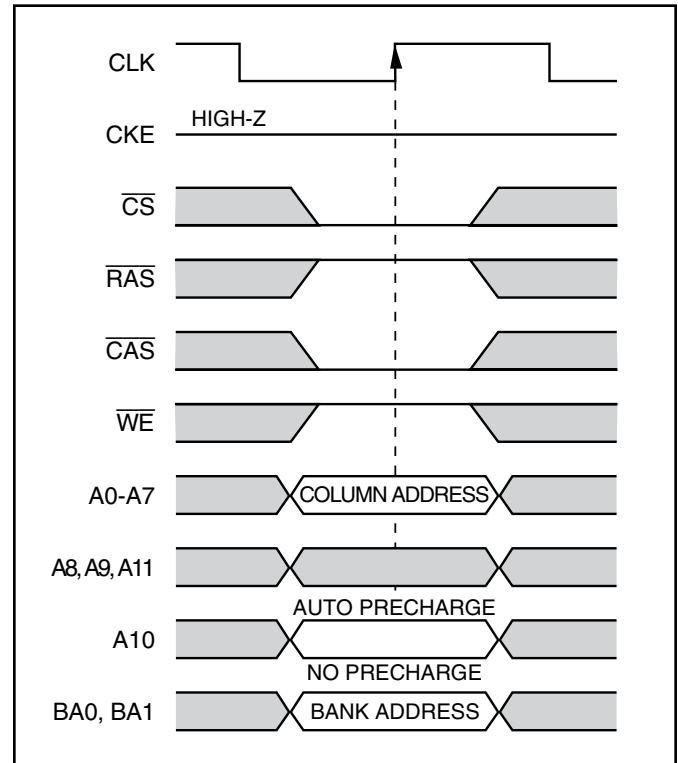 CLK
CKE HIGH-Z
CS
RAS
CAS
WE
A0-A7 COLUMN ADDRESS
A8, A9, A11
AUTO PRECHARGE
A10
NO PRECHARGE
BA0, BA1 BANK ADDRESS